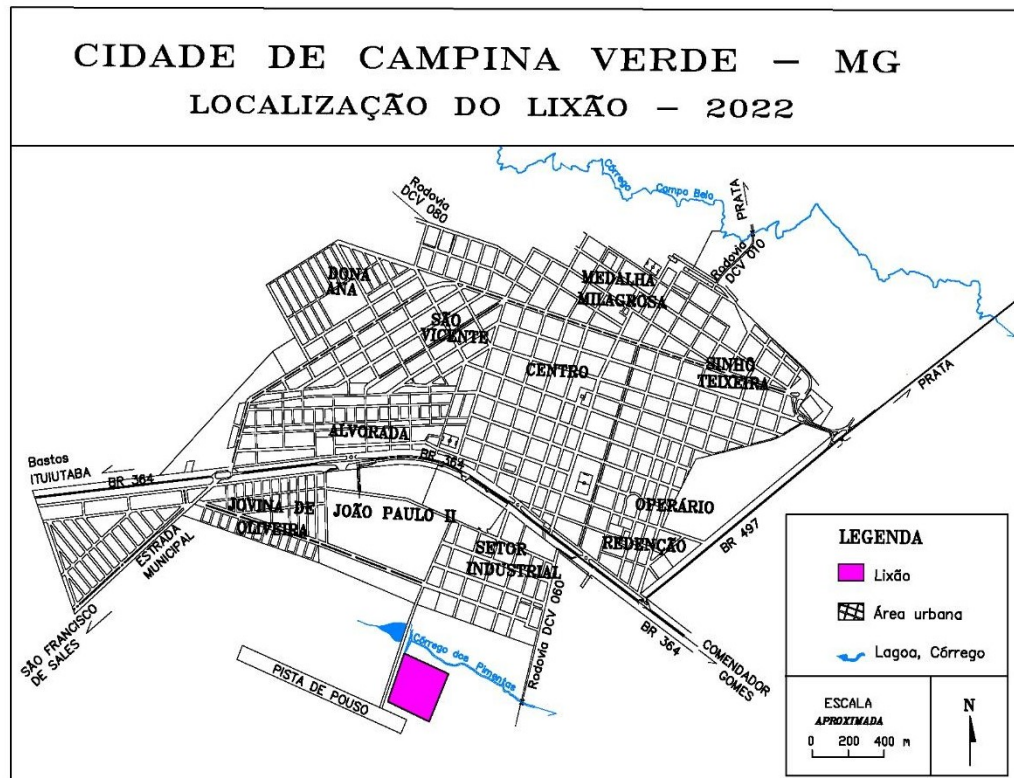 CIDADE DE CAMPINA VERDE – MG
LOCALIZAÇÃO DO LIXÃO – 2022
Córrego
Campo Belo
PRATA
Rodovia
DCV 080
Rodovia
DCV 010
DONA
ANA
MEDALHA
MILAGROSA
SÃO
VICENTE
CENTRO
SINHÔ
TEIXEIRA
PRATA
ALVORADA
Bastos
ITUIUTABA
BR 364
BR 364
JOVINA DE
OLIVEIRA
JOÃO PAULO II
OPERÁRIO
SETOR
INDUSTRIAL
REDENÇÃO
BR 497
ESTRADA
MUNICIPAL
SÃO FRANCISCO
DE SALES
Rodovia DCV 060
BR 364
COMENDADOR
GOMES
Córrego dos Pimentas
PISTA DE POUSO
LEGENDA
Lixão
Área urbana
Lagoa, Córrego
ESCALA
APROXIMADA
0 200 400 m
N